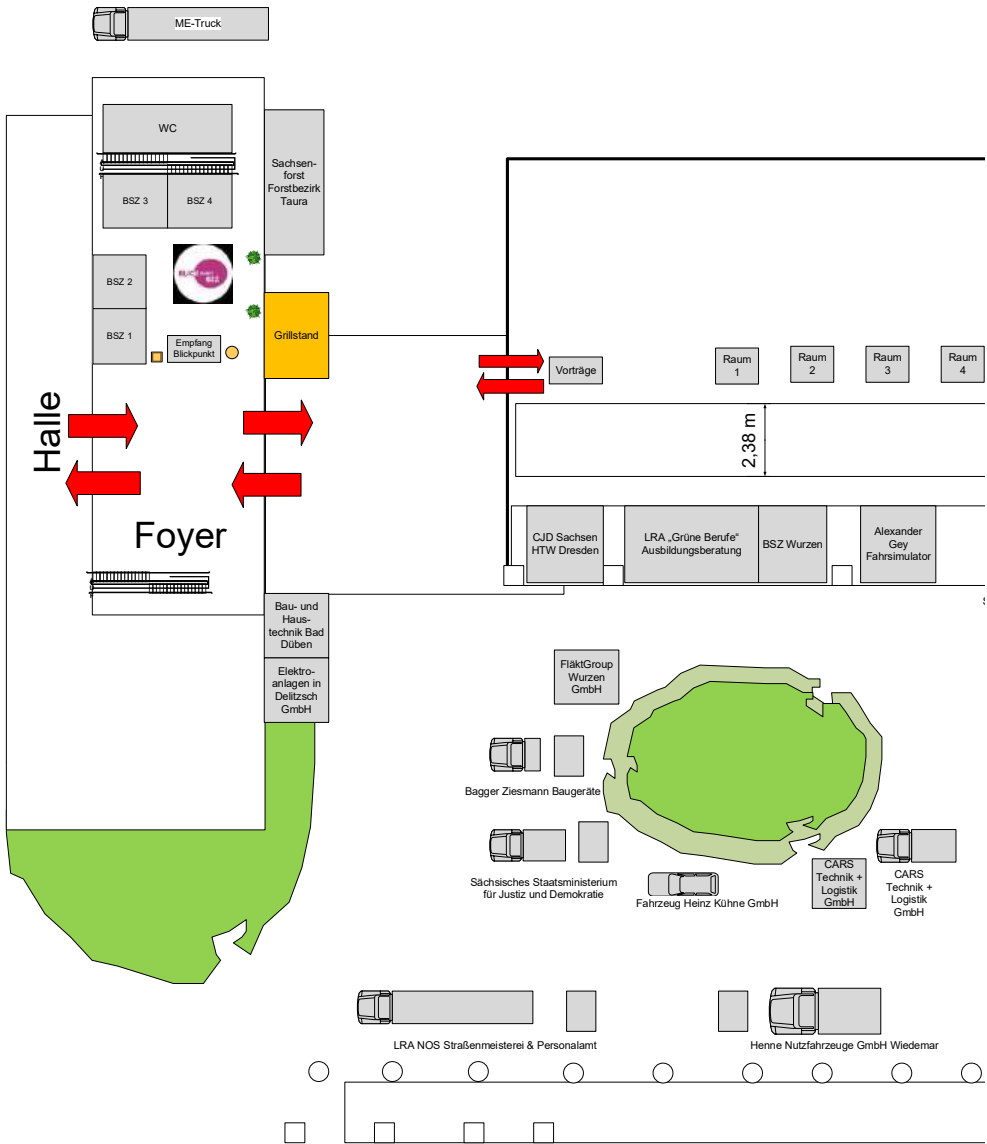 ME-Truck
WC
BSZ 3
BSZ 4
Sachsen-
forst
Forstbezirk
Taura
BSZ 2
BSZ 1
Empfang
Blickpunkt
Grillstand
Vorträge
Raum
1
Raum
2
Raum
3
Raum
4
Halle
2,38 m
Foyer
CJD Sachsen
HTW Dresden
LRA „Grüne Berufe“
Ausbildungsberatung
BSZ Wurzen
Alexander
Gey
Fahrsimulator
Bau- und
Haus-
technik Bad
Düben
Elektro-
anlagen in
Delitzsch
GmbH
FläktGroup
Wurzen
GmbH
Bagger Ziesmann Baugeräte
Sächsisches Staatsministerium
für Justiz und Demokratie
Fahrzeug Heinz Kühne GmbH
CARS
Technik +
Logistik
GmbH
CARS
Technik +
Logistik
GmbH
LRA NOS Straßenmeisterei & Personalamt
Henne Nutzfahrzeuge GmbH Wiedemar